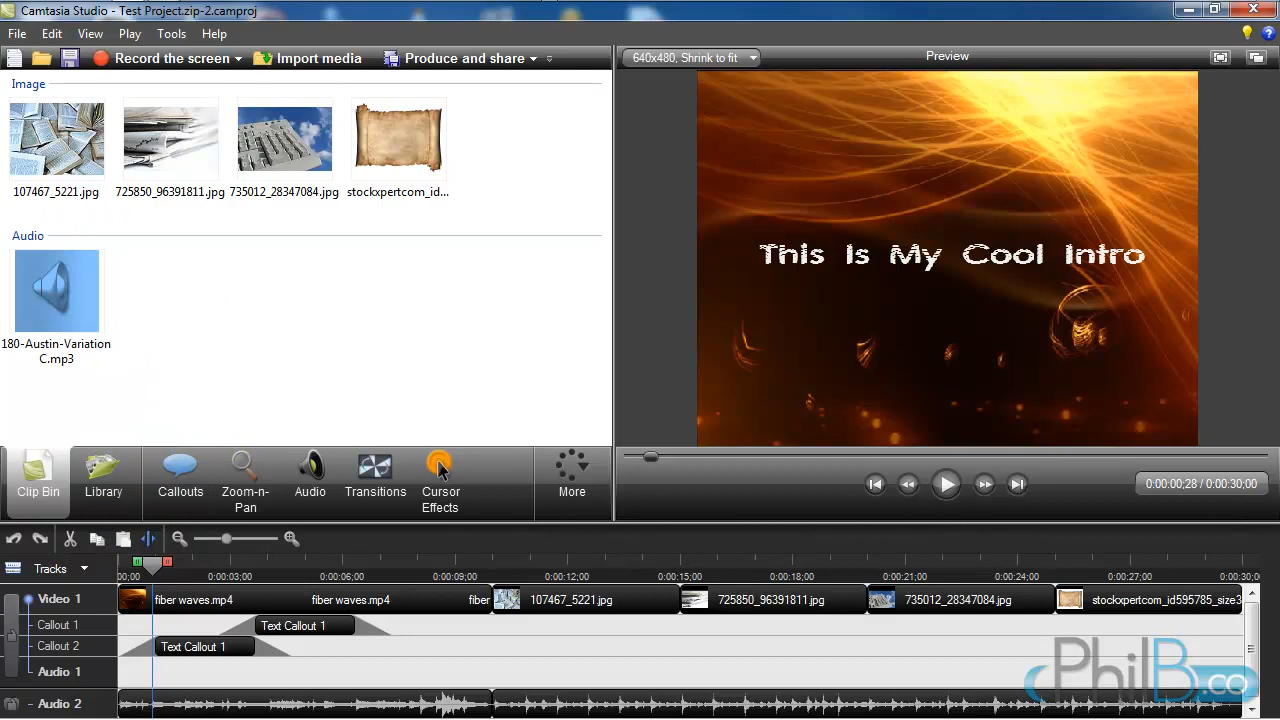 Camtasia Studio - Test Project.zip-2.camproj
File Edit View Play Tools Help
Record the screen Import media Produce and share
640x480, Shrink to fit
Preview
Image
107467_5221.jpg 725850_96391811.jpg 735012_28347084.jpg stockxpertcom_id...
Audio
180-Austin-Variation
C.mp3
This Is My Cool Intro
Clip Bin Library Callouts Zoom-n-
Pan Audio Transitions Cursor
Effects More
0:00:00;28 / 0:00:30;00
Tracks
00;00 0:00:03;00 0:00:06;00 0:00:09;00 0:00:12;00 0:00:15;00 0:00:18;00 0:00:21;00 0:00:24;00 0:00:27;00 0:00:30;
Video 1 fiber waves.mp4 fiber waves.mp4 fiber 107467_5221.jpg 725850_96391811.jpg 735012_28347084.jpg stockxpertcom_id595785_size3
Callout 1 Text Callout 1
Callout 2 Text Callout 1
Audio 1
Audio 2
PhilB.co